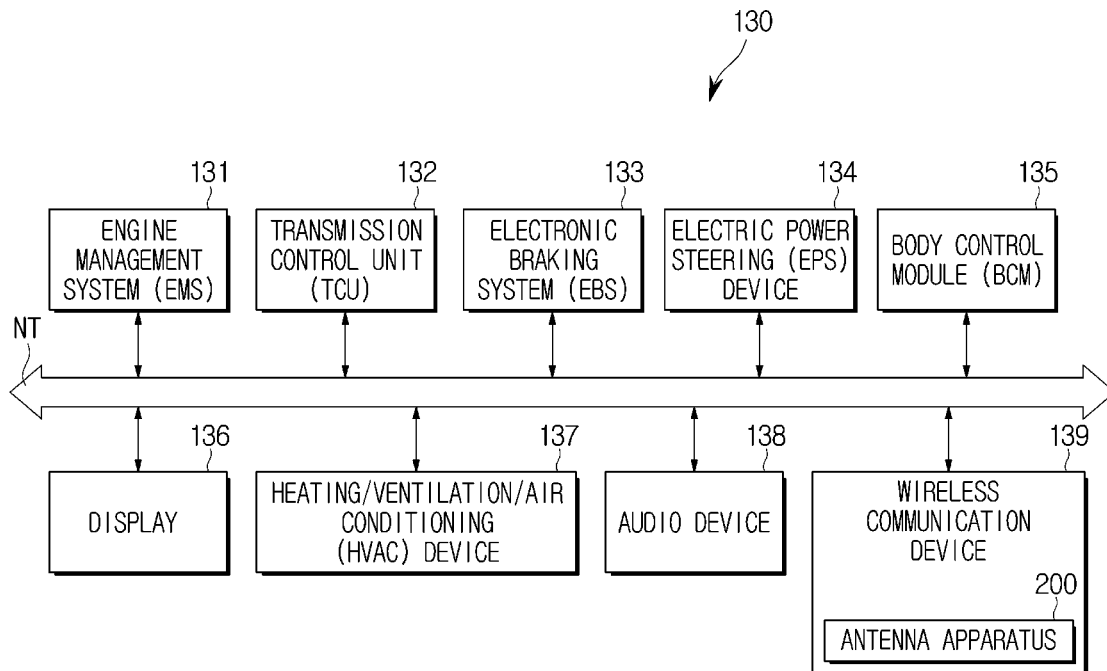 130
131
ENGINE
MANAGEMENT
SYSTEM (EMS)
132
TRANSMISSION
CONTROL UNIT
(TCU)
133
ELECTRONIC
BRAKING
SYSTEM (EBS)
134
ELECTRIC POWER
STEERING (EPS)
DEVICE
135
BODY CONTROL
MODULE (BCM)
NT
136
DISPLAY
137
HEATING/VENTILATION/AIR
CONDITIONING
(HVAC) DEVICE
138
AUDIO DEVICE
139
WIRELESS
COMMUNICATION
DEVICE
200
ANTENNA APPARATUS